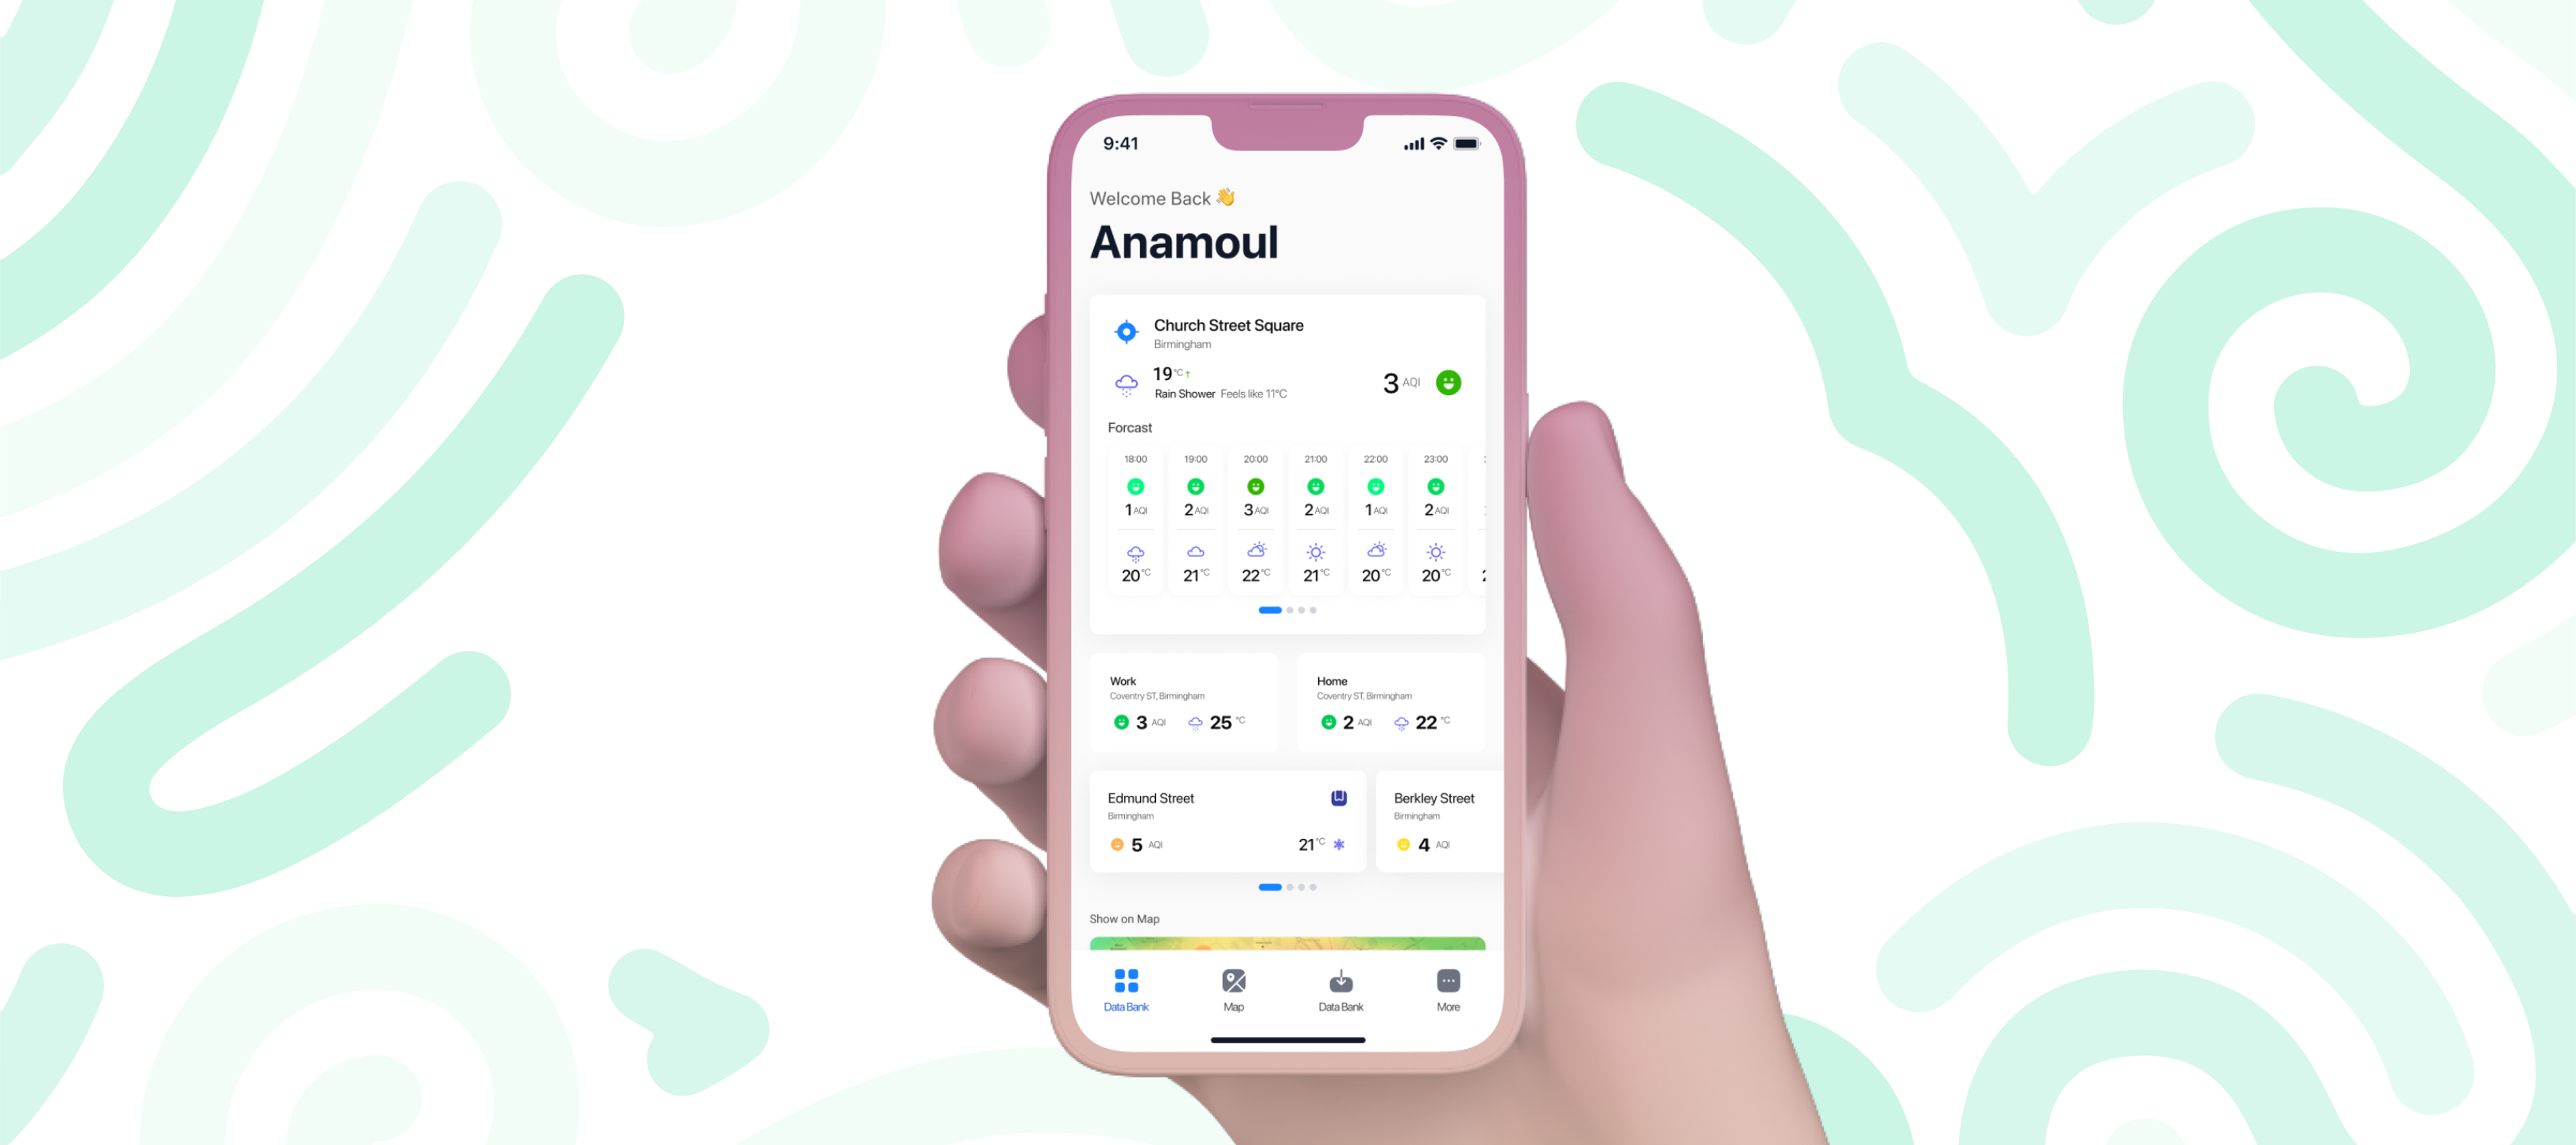 9:41
Welcome Back 👋
Anamoul
Church Street Square
Birmingham
19 °C ↑
Rain Shower Feels like 11°C
3 AQI
Forcast
18:00 19:00 20:00 21:00 22:00 23:00
1 AQI 2 AQI 3 AQI 2 AQI 1 AQI 2 AQI
20 °C 21 °C 22 °C 21 °C 20 °C 20 °C
Work
Coventry ST, Birmingham
3 AQI 25 °C
Home
Coventry ST, Birmingham
2 AQI 22 °C
Edmund Street
Birmingham
5 AQI 21 °C
Berkley Street
Birmingham
4 AQI
Show on Map
Data Bank Map Data Bank More